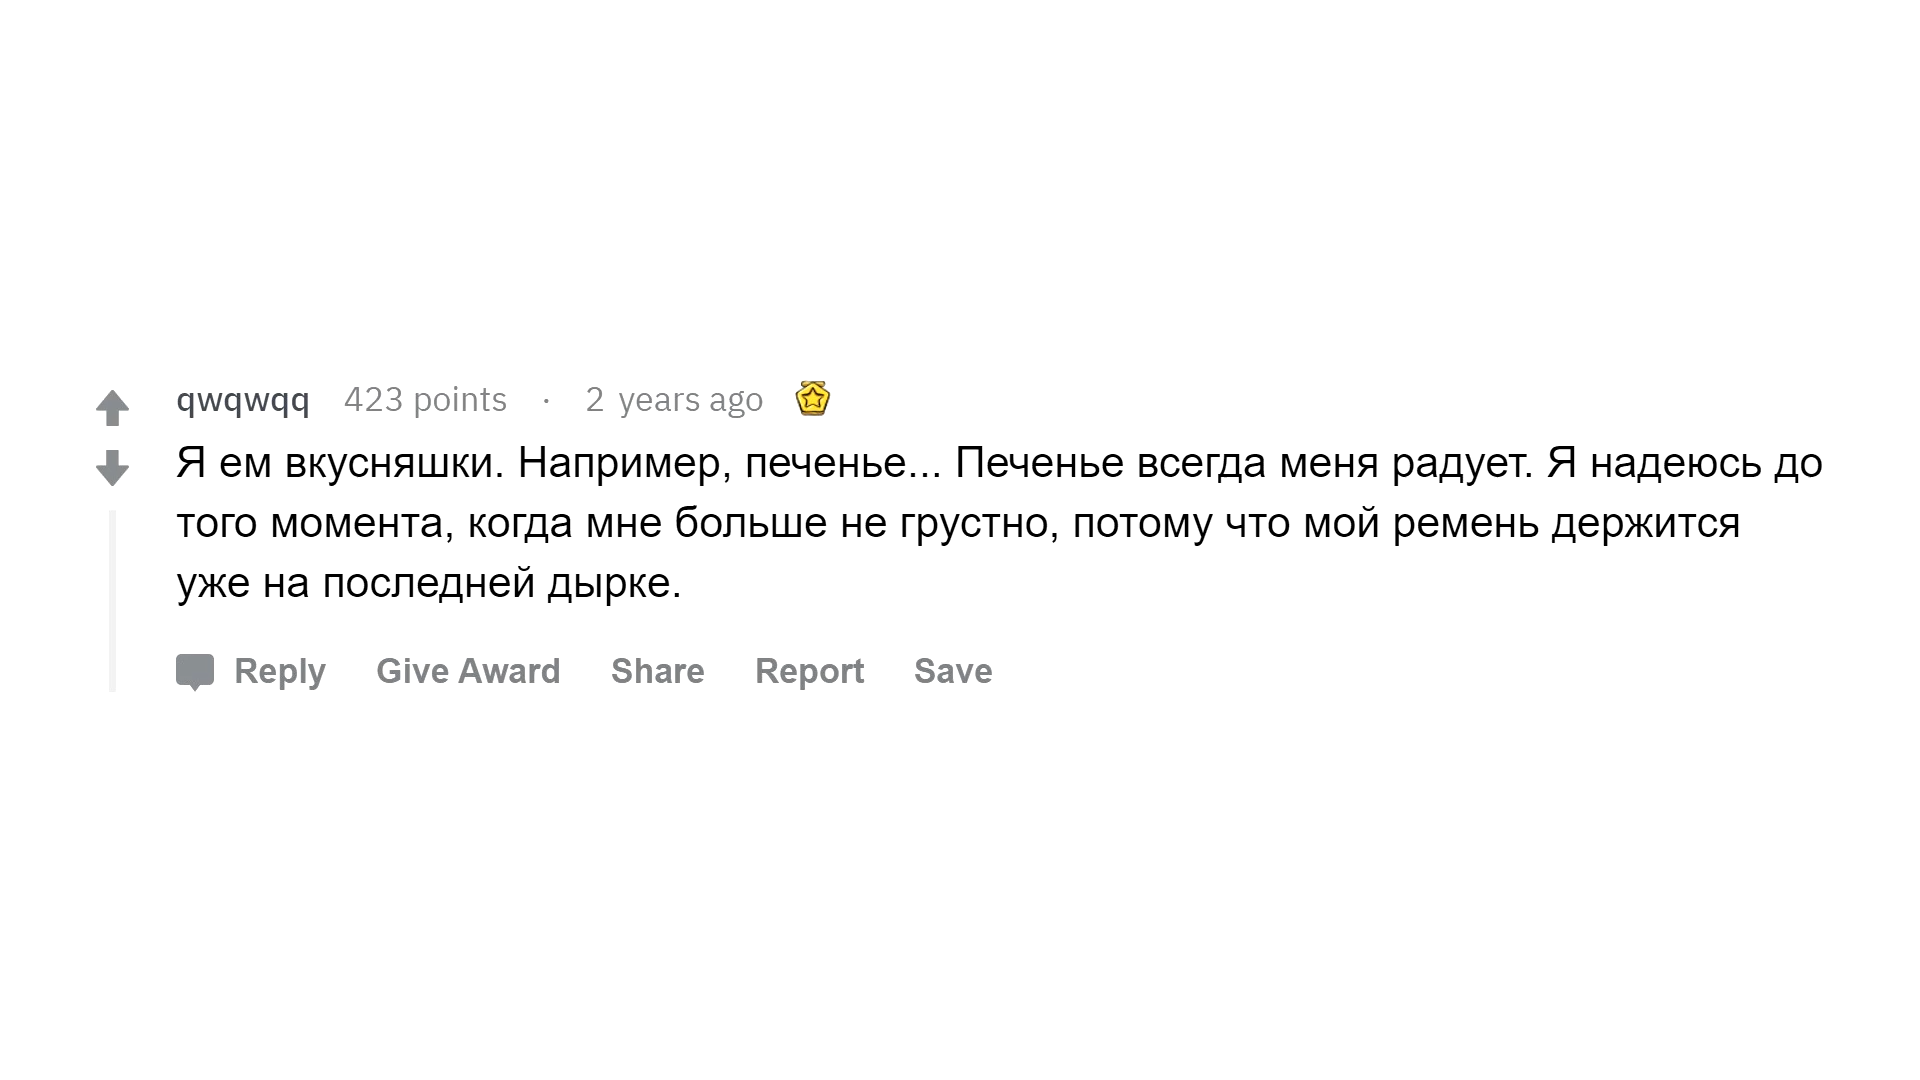 qwqwqq 423 points · 2 years ago
Я ем вкусняшки. Например, печенье... Печенье всегда меня радует. Я надеюсь до
того момента, когда мне больше не грустно, потому что мой ремень держится
уже на последней дырке.
Reply Give Award Share Report Save